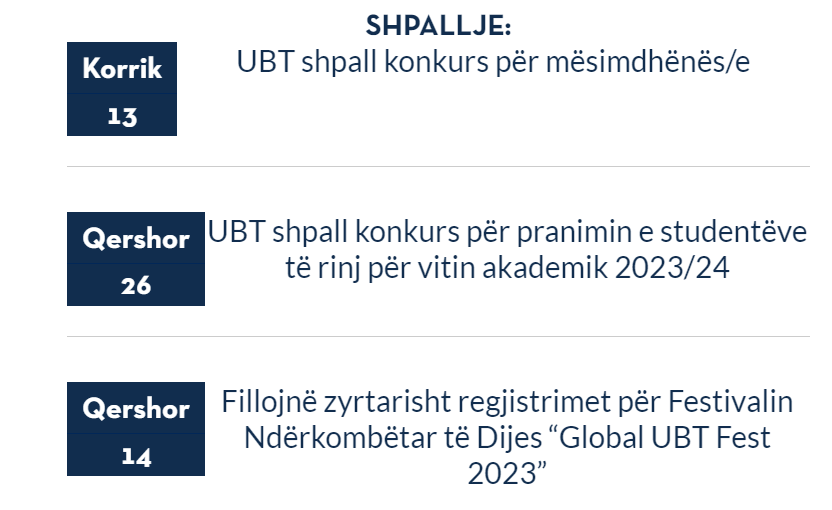 SHPALLJE:
Korrik
13
UBT shpall konkurs për mësimdhënës/e
Qershor
26
UBT shpall konkurs për pranimin e studentëve
të rinj për vitin akademik 2023/24
Qershor
14
Fillojnë zyrtarisht regjistrimet për Festivalin
Ndërkombëtar të Dijes “Global UBT Fest
2023”